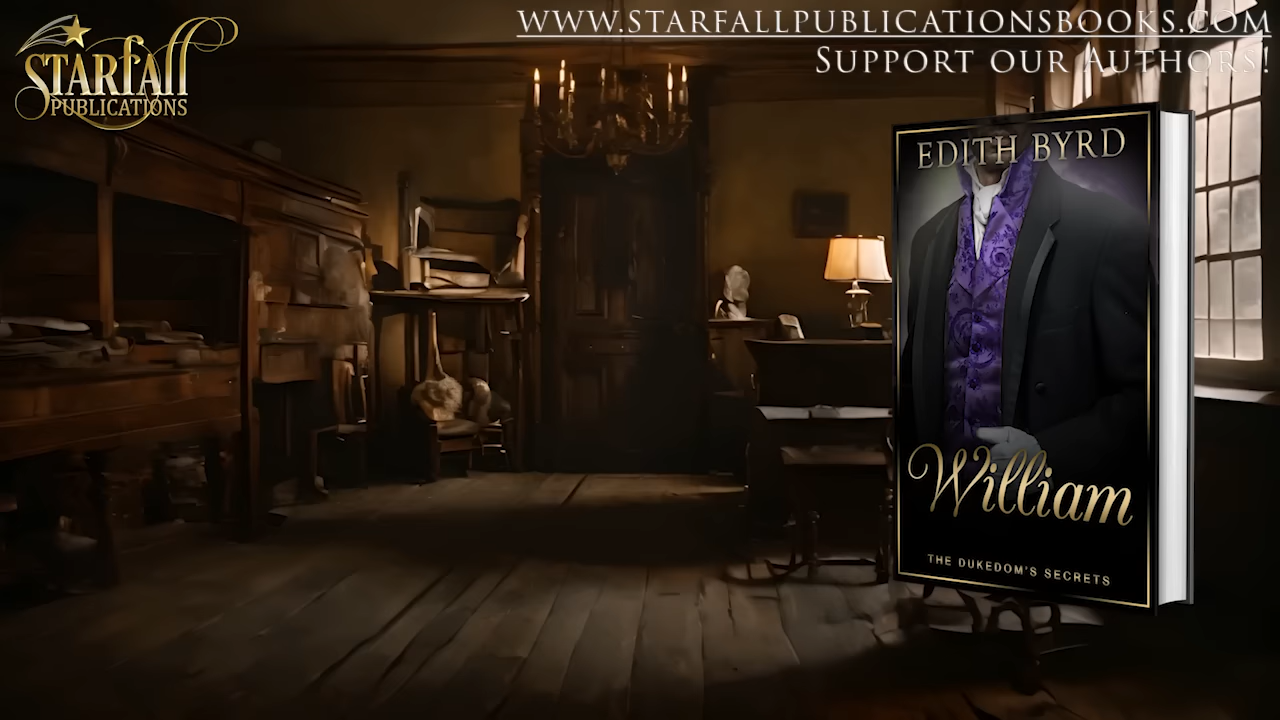 STARfall
PUBLICATIONS
WWW.STARFALLPUBLICATIONSBOOKS.COM
SUPPORT OUR AUTHORS!
EDITH BYRD
William
THE DUKEDOM'S SECRETS